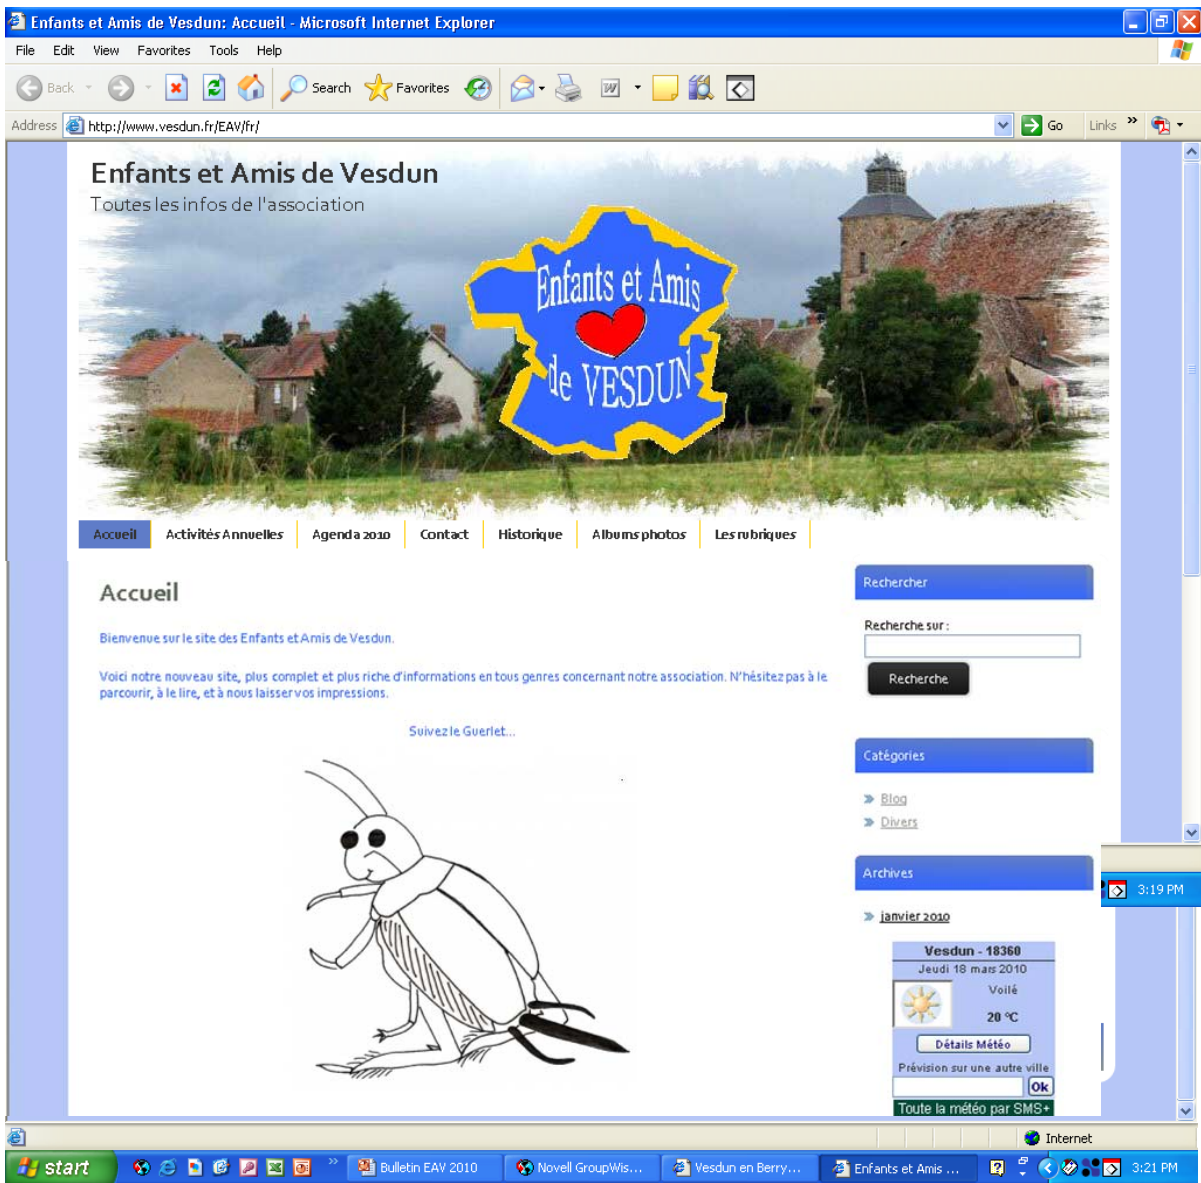 Enfants et Amis de Vesdun: Accueil - Microsoft Internet Explorer
File Edit View Favorites Tools Help
Back Search Favorites
Address http://www.vesdun.fr/EAV/fr/ Go Links »
Enfants et Amis de Vesdun
Toutes les infos de l'association
Enfants et Amis
de VESDUN
Accueil Activités Annuelles Agenda 2010 Contact Historique Albums photos Les rubriques
Accueil
Bienvenue sur le site des Enfants et Amis de Vesdun.
Voici notre nouveau site, plus complet et plus riche d'informations en tous genres concernant notre association. N'hésitez pas à le
parcourir, à le lire, et à nous laisser vos impressions.
Suivez le Guerlet...
Rechercher
Recherche sur :
Recherche
Catégories
Blog
Divers
Archives
janvier 2010
3:19 PM
Vesdun - 18360
Jeudi 18 mars 2010
Voilé
20 °C
Détails Météo
Prévision sur une autre ville
Ok
Toute la météo par SMS+
Internet
start » Bulletin EAV 2010 Novell GroupWis... Vesdun en Berry... Enfants et Amis ... 3:21 PM